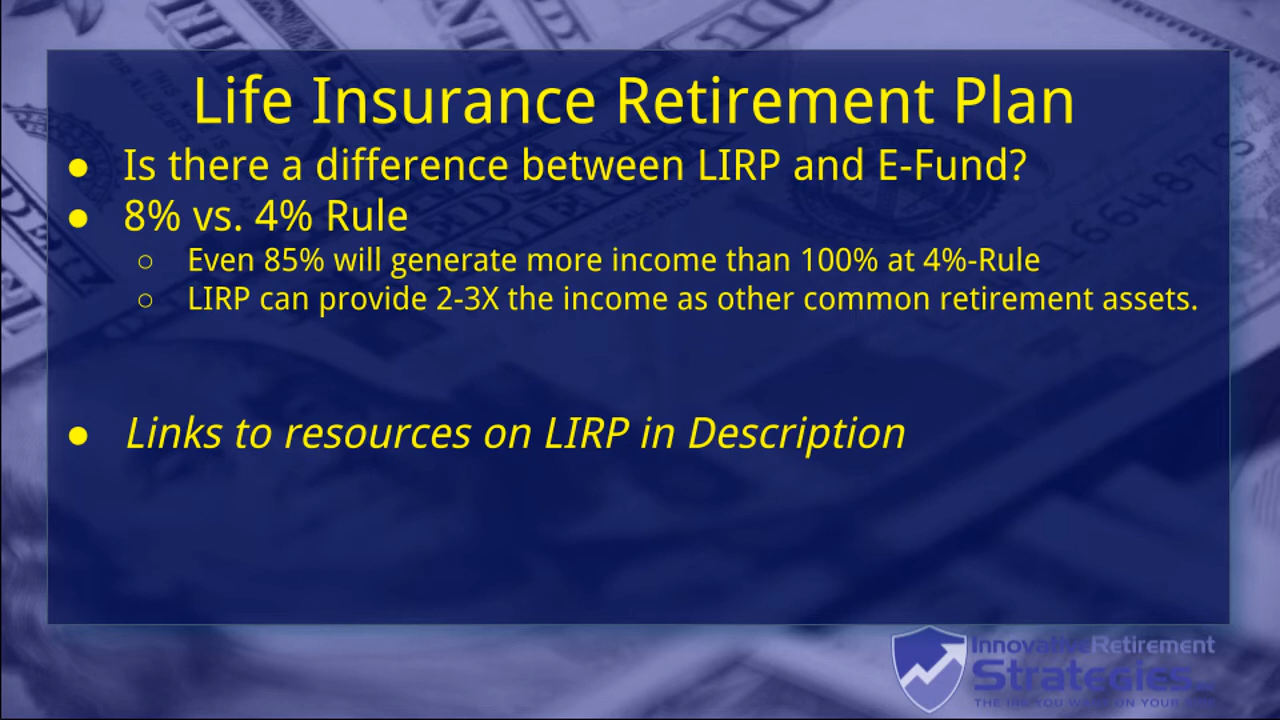 Life Insurance Retirement Plan
● Is there a difference between LIRP and E-Fund?
● 8% vs. 4% Rule
○ Even 85% will generate more income than 100% at 4%-Rule
○ LIRP can provide 2-3X the income as other common retirement assets.
● Links to resources on LIRP in Description
InnovativeRetirement
Strategies